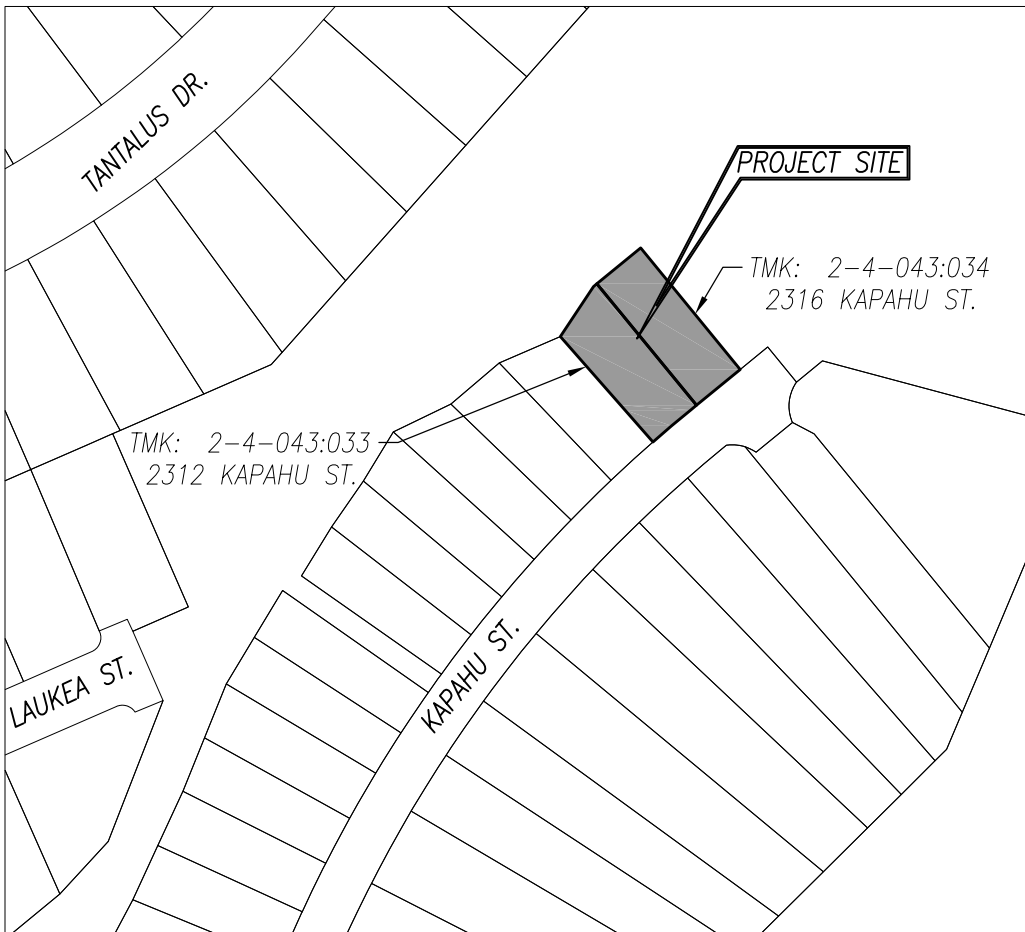 TANTALUS DR.
PROJECT SITE
TMK: 2-4-043:034
2316 KAPAHU ST.
TMK: 2-4-043:033
2312 KAPAHU ST.
KAPAHU ST.
LAUKEA ST.